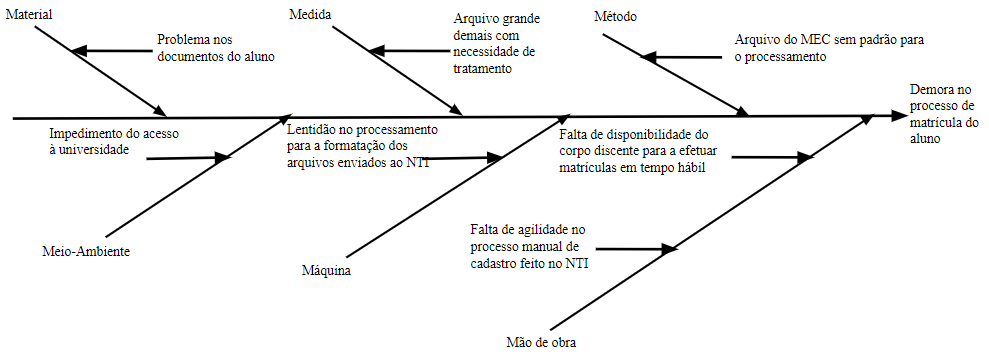 Material
Problema nos
documentos do aluno
Medida
Arquivo grande
demais com
necessidade de
tratamento
Método
Arquivo do MEC sem padrão para
o processamento
Demora no
processo de
matrícula do
aluno
Impedimento do acesso
à universidade
Meio-Ambiente
Lentidão no processamento
para a formatação dos
arquivos enviados ao NTI
Máquina
Falta de disponibilidade do
corpo discente para a efetuar
matrículas em tempo hábil
Falta de agilidade no
processo manual de
cadastro feito no NTI
Mão de obra